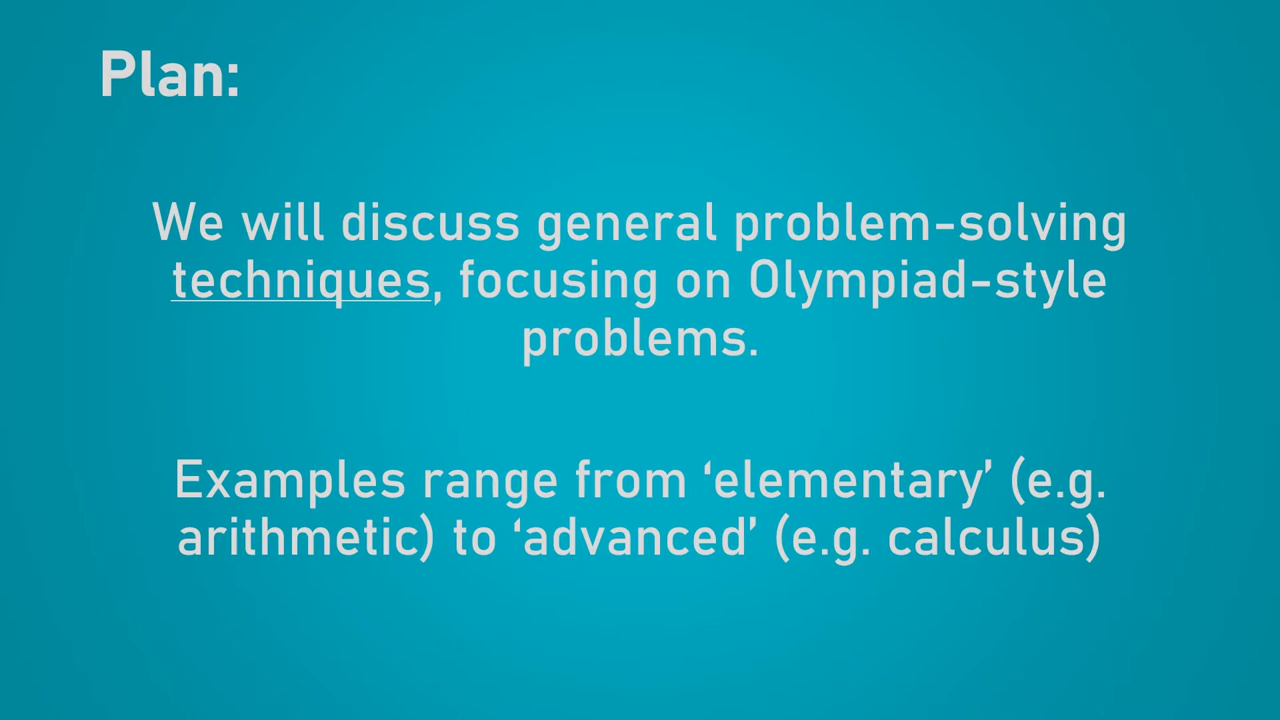 Plan:
We will discuss general problem-solving
techniques, focusing on Olympiad-style
problems.
Examples range from ‘elementary’ (e.g.
arithmetic) to ‘advanced’ (e.g. calculus)